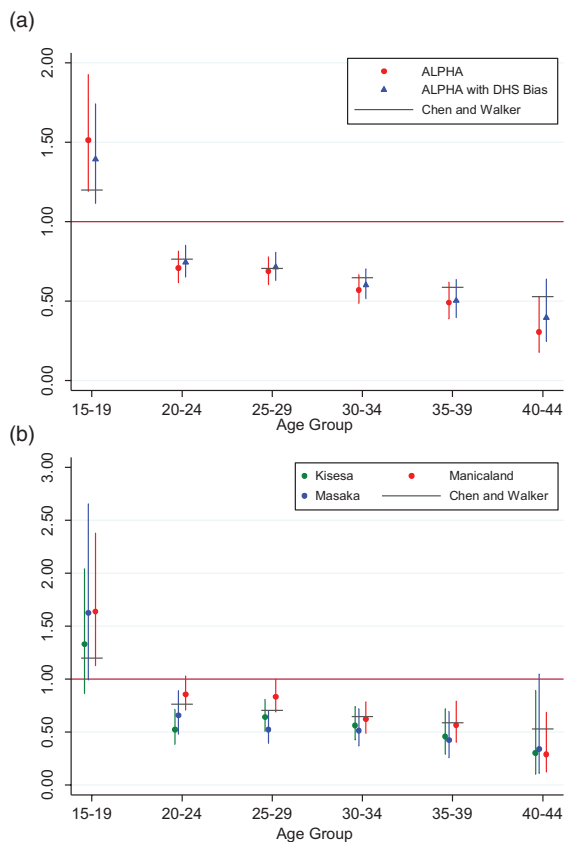 (a)
2.00
1.50
1.00
0.50
0.00
ALPHA
ALPHA with DHS Bias
Chen and Walker
15-19 20-24 25-29 30-34 35-39 40-44
Age Group
(b)
3.00
2.50
2.00
1.50
1.00
0.50
0.00
Kisesa Manicaland
Masaka Chen and Walker
15-19 20-24 25-29 30-34 35-39 40-44
Age Group